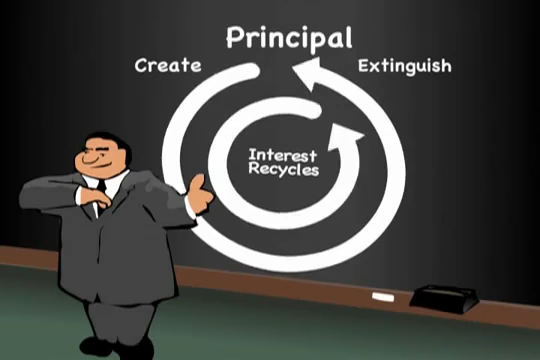 Principal
Create
Extinguish
Interest
Recycles